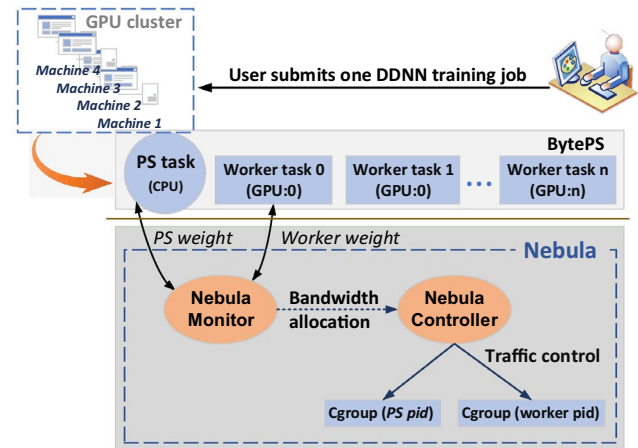 GPU cluster
Machine 4
Machine 3
Machine 2
Machine 1
User submits one DDNN training job
BytePS
PS task
(CPU)
Worker task 0
(GPU:0)
Worker task 1
(GPU:0)
...
Worker task n
(GPU:n)
PS weight
Worker weight
Nebula
Nebula
Monitor
Bandwidth
allocation
Nebula
Controller
Traffic control
Cgroup (PS pid)
Cgroup (worker pid)